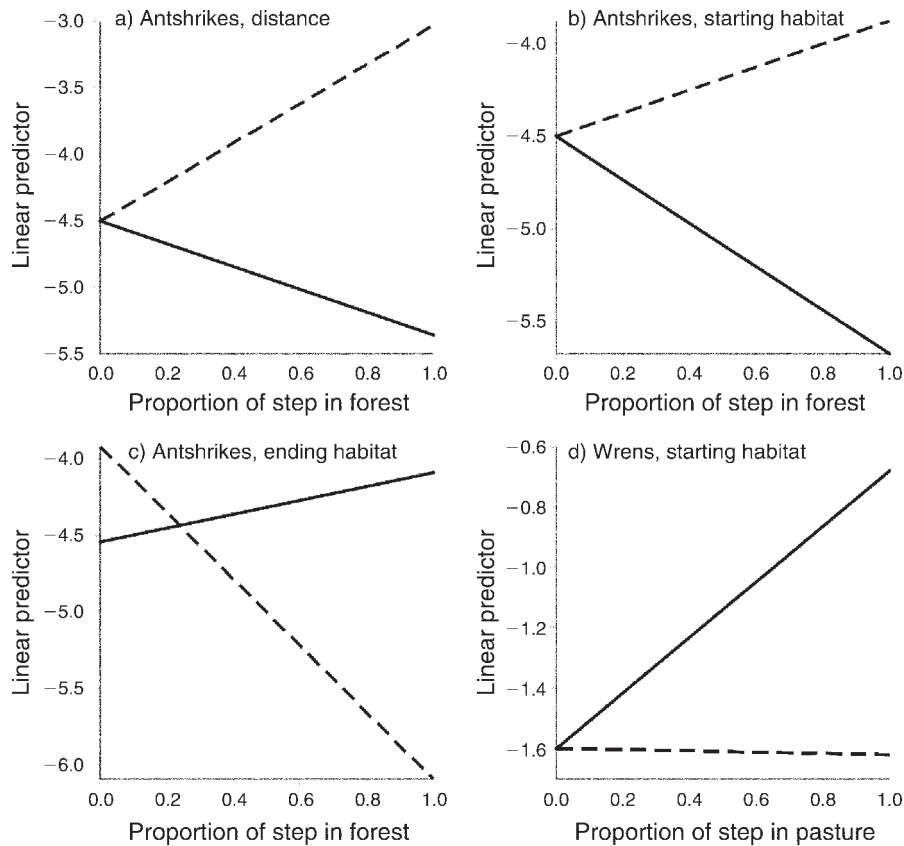 a) Antshrikes, distance
−3.0
−3.5
−4.0
−4.5
−5.0
−5.5
Linear predictor
0.0 0.2 0.4 0.6 0.8 1.0
Proportion of step in forest
b) Antshrikes, starting habitat
−4.0
−4.5
−5.0
−5.5
Linear predictor
0.0 0.2 0.4 0.6 0.8 1.0
Proportion of step in forest
c) Antshrikes, ending habitat
−4.0
−4.5
−5.0
−5.5
−6.0
Linear predictor
0.0 0.2 0.4 0.6 0.8 1.0
Proportion of step in forest
d) Wrens, starting habitat
−0.6
−0.8
−1.0
−1.2
−1.4
−1.6
Linear predictor
0.0 0.2 0.4 0.6 0.8 1.0
Proportion of step in pasture